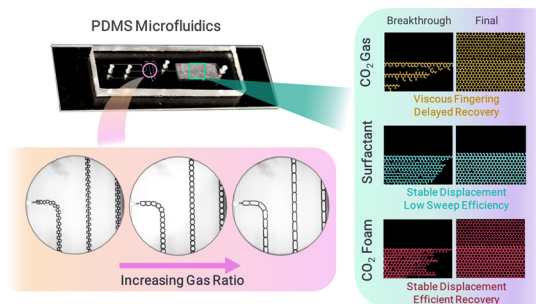 PDMS Microfluidics
Increasing Gas Ratio
Breakthrough Final
CO₂ Gas
Viscous Fingering
Delayed Recovery
Surfactant
Stable Displacement
Low Sweep Efficiency
CO₂ Foam
Stable Displacement
Efficient Recovery